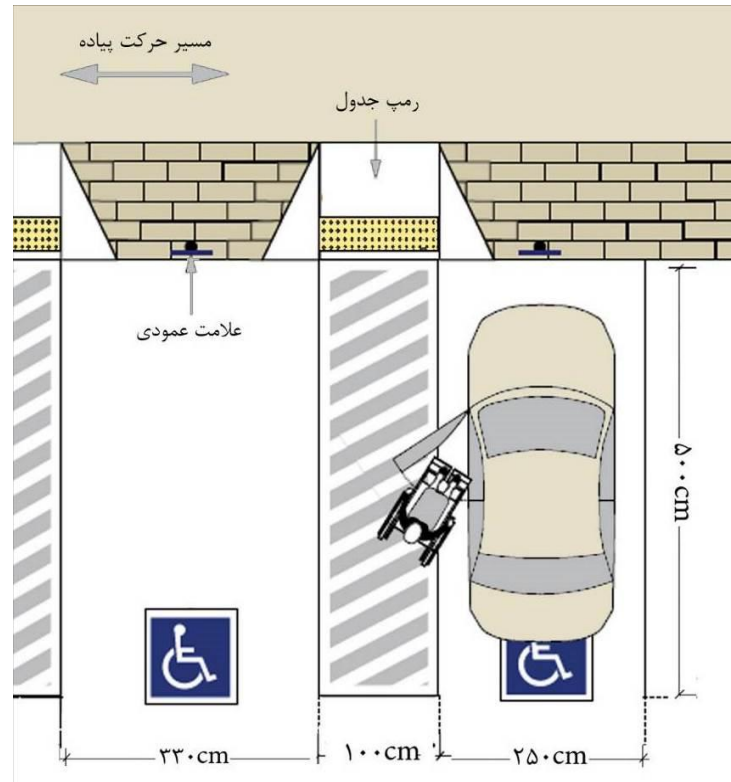 مسیر حرکت پیاده
رمپ جدول
علامت عمودی
۵۰۰cm
۳۳۰cm
۱۰۰cm
۲۵۰cm